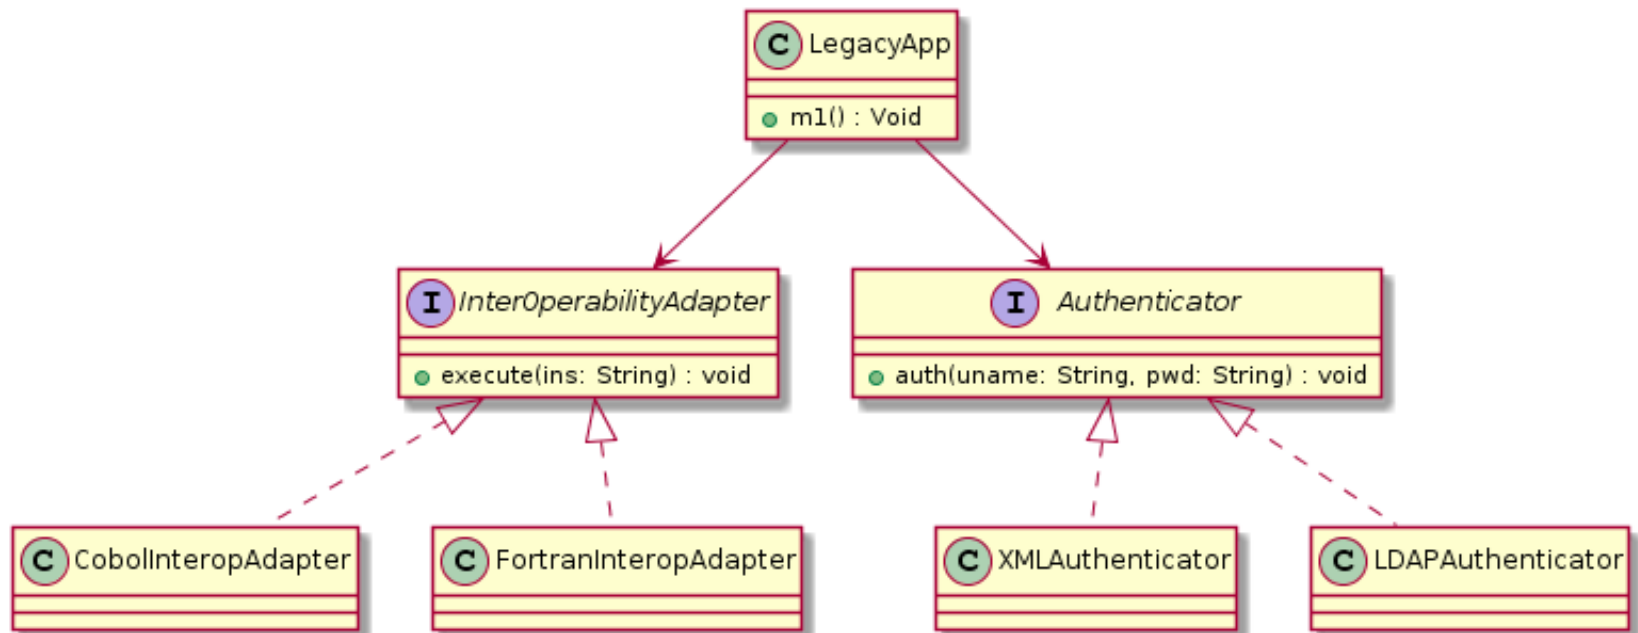 C LegacyApp
m1() : Void
I InterOperabilityAdapter
execute(ins: String) : void
I Authenticator
auth(uname: String, pwd: String) : void
C CobolInteropAdapter
C FortranInteropAdapter
C XMLAuthenticator
C LDAPAuthenticator